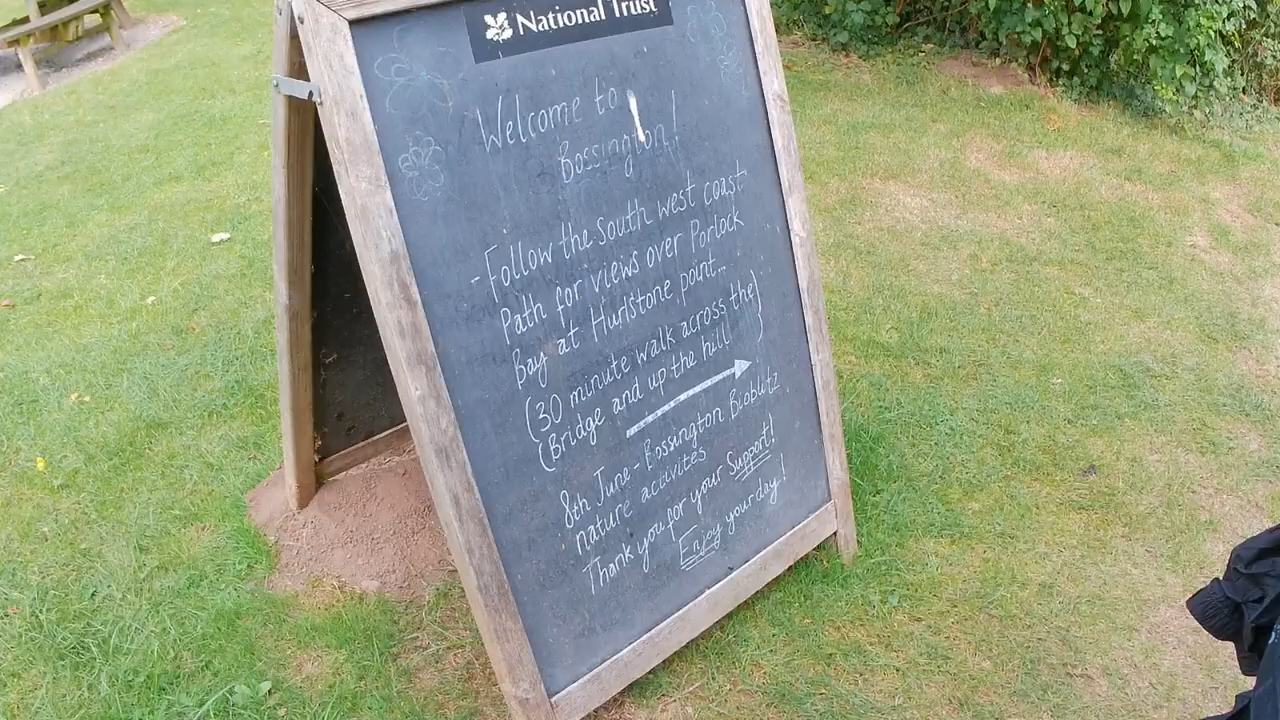 National Trust
Welcome to
Bossington!
- Follow the south west coast
Path for views over Porlock
Bay at Hurlstone point...
(30 minute walk across the)
(Bridge and up the hill )
8th June - Bossington Bioblitz
nature activites
Thank you for your Support!
Enjoy your day!